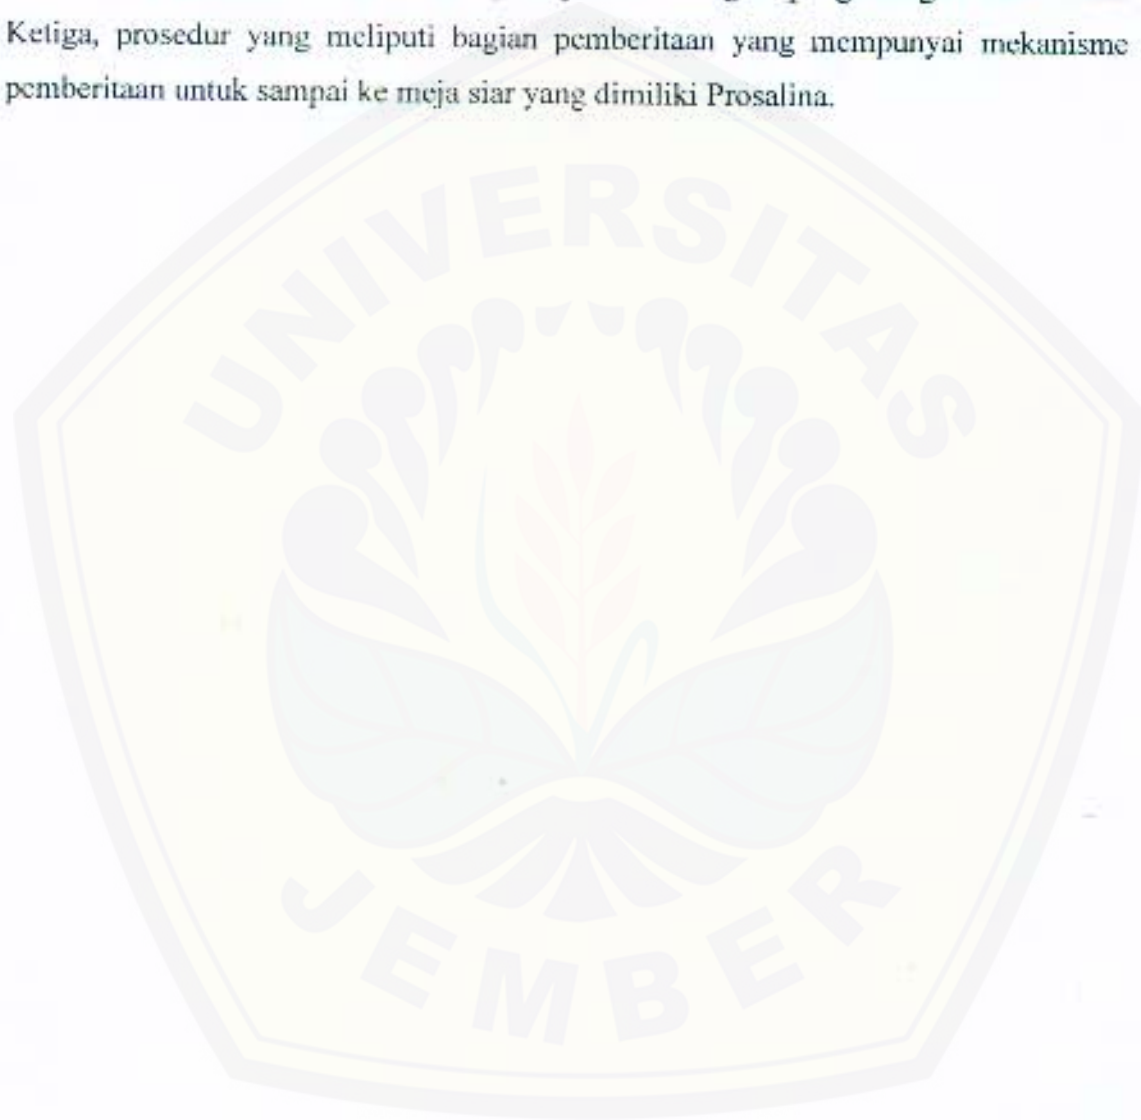 Ketiga, prosedur yang meliputi bagian pemberitaan yang mempunyai mekanisme
pemberitaan untuk sampai ke meja siar yang dimiliki Prosalina.
UNIVERSITAS
JEMBER